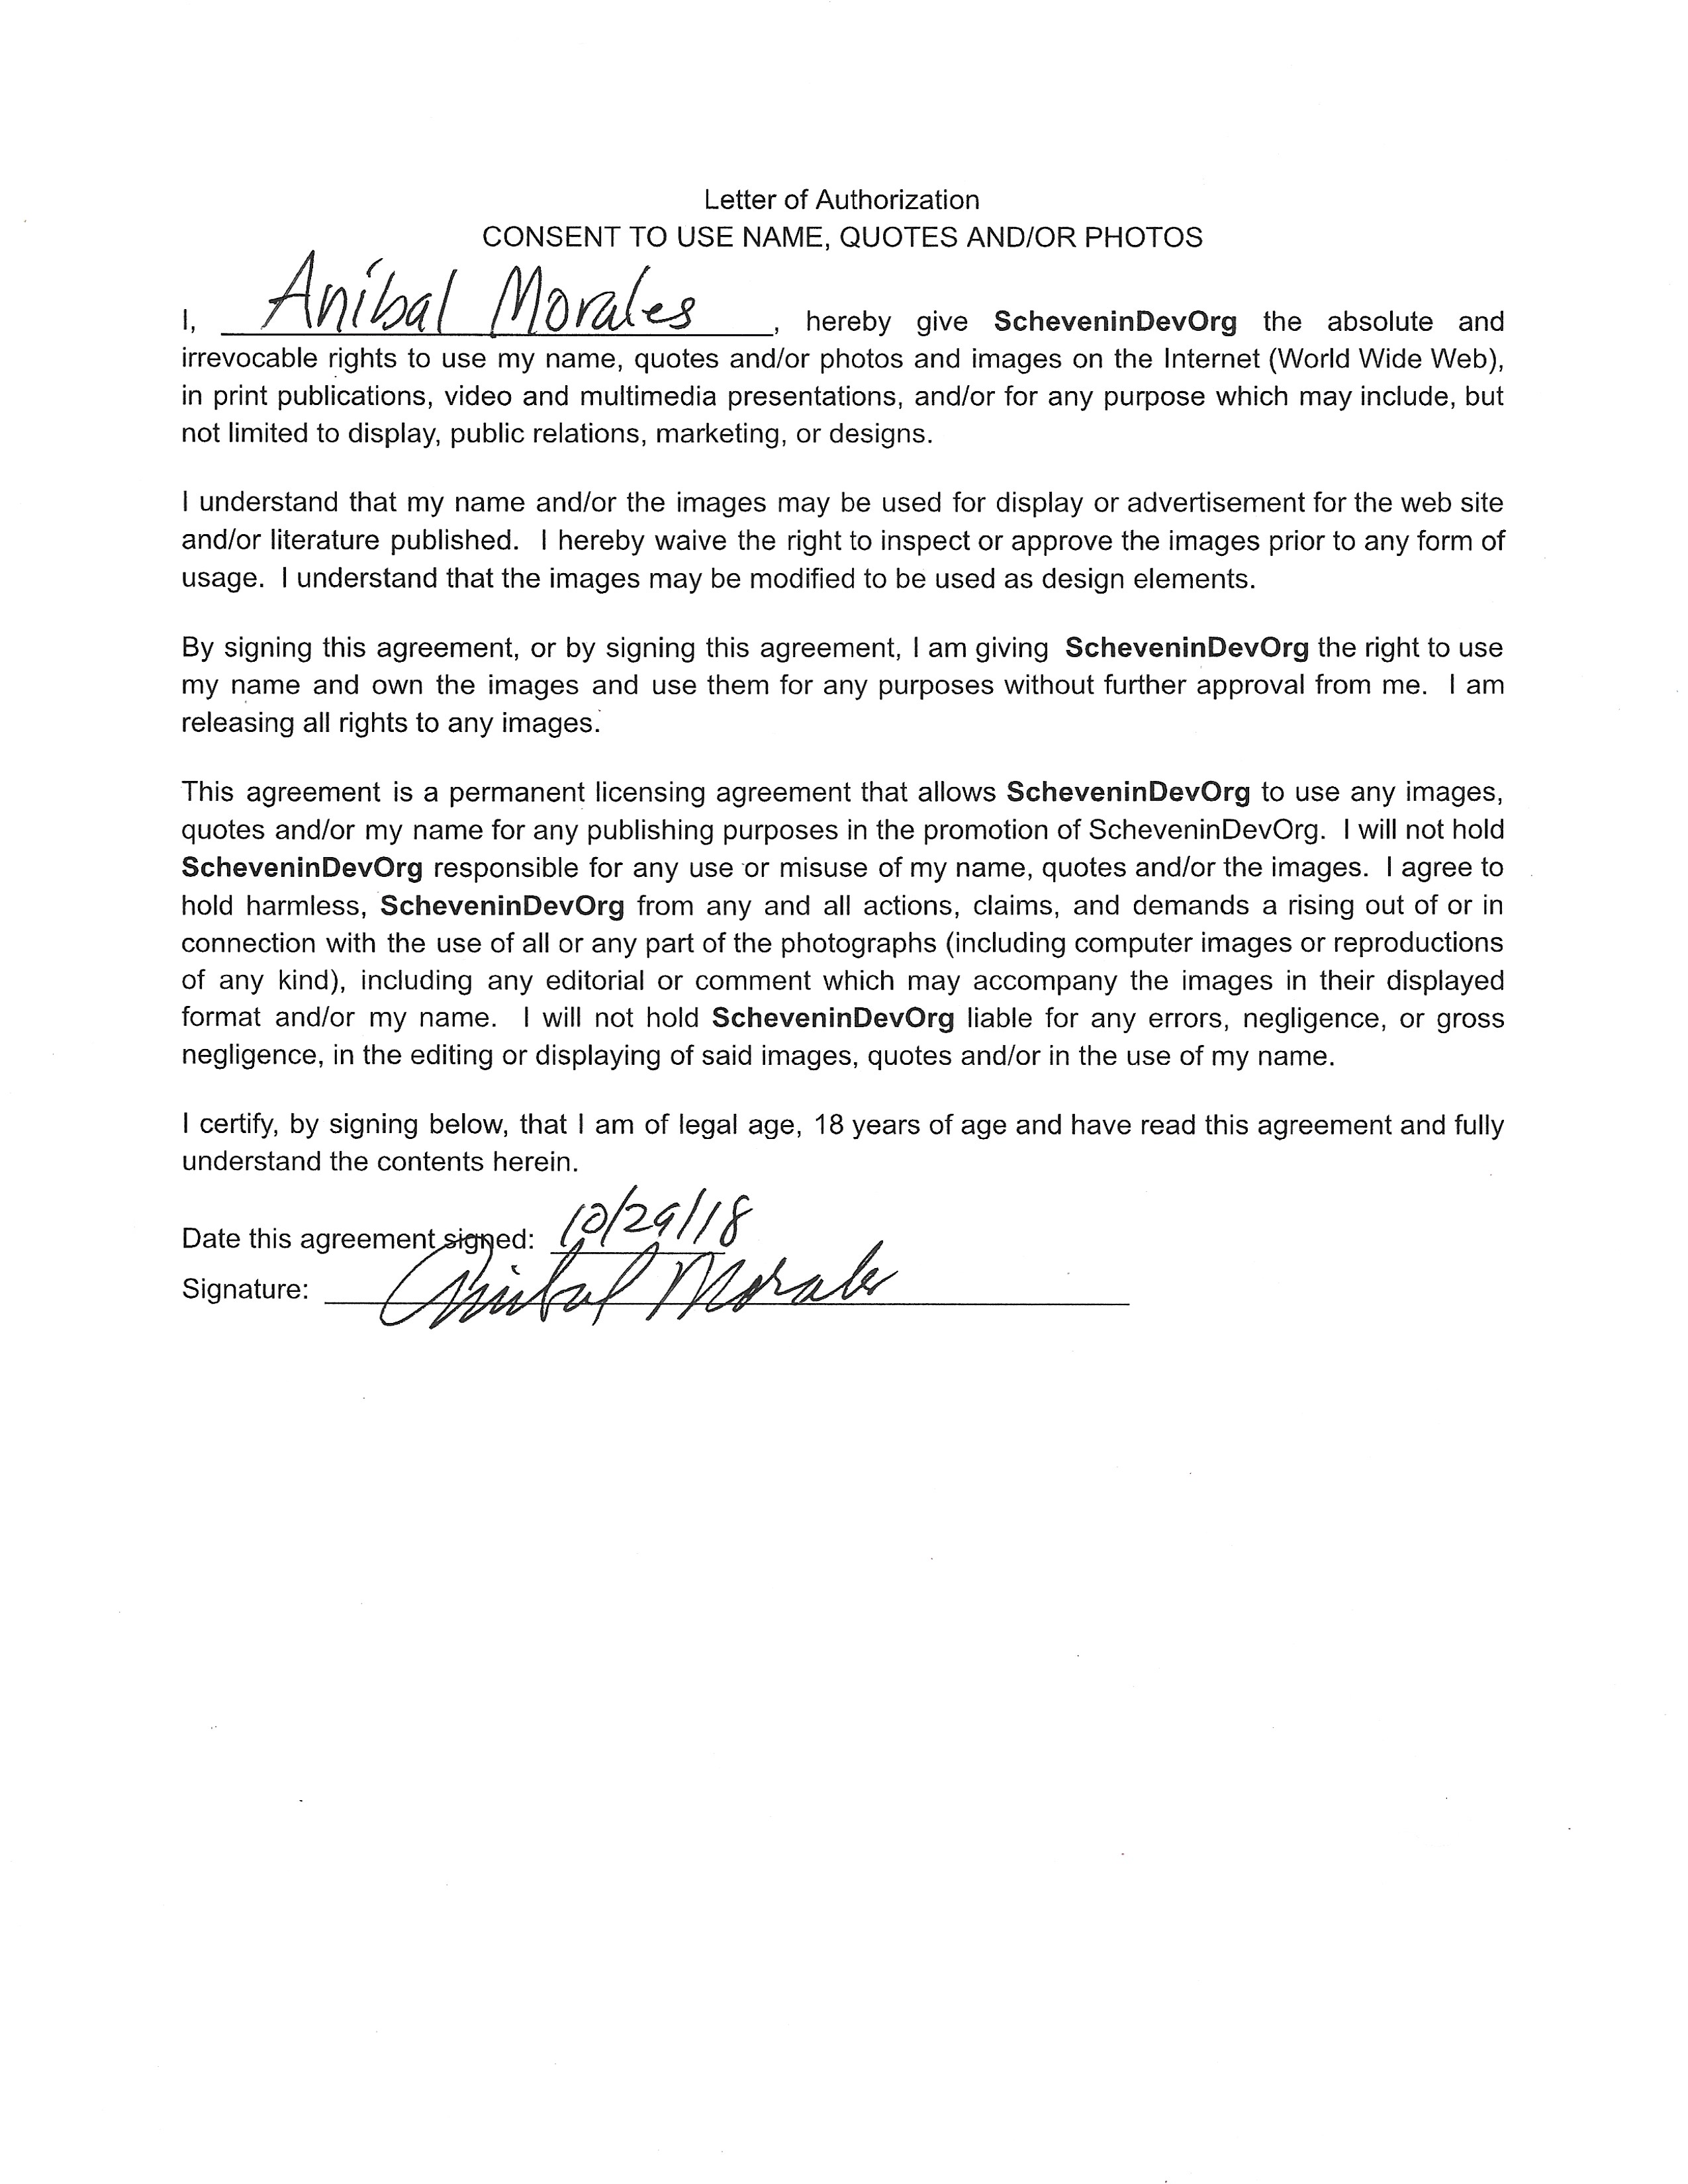 Letter of Authorization
CONSENT TO USE NAME, QUOTES AND/OR PHOTOS
I, Aníbal Morales, hereby give ScheveninDevOrg the absolute and
irrevocable rights to use my name, quotes and/or photos and images on the Internet (World Wide Web),
in print publications, video and multimedia presentations, and/or for any purpose which may include, but
not limited to display, public relations, marketing, or designs.
I understand that my name and/or the images may be used for display or advertisement for the web site
and/or literature published. I hereby waive the right to inspect or approve the images prior to any form of
usage. I understand that the images may be modified to be used as design elements.
By signing this agreement, or by signing this agreement, I am giving ScheveninDevOrg the right to use
my name and own the images and use them for any purposes without further approval from me. I am
releasing all rights to any images.
This agreement is a permanent licensing agreement that allows ScheveninDevOrg to use any images,
quotes and/or my name for any publishing purposes in the promotion of ScheveninDevOrg. I will not hold
ScheveninDevOrg responsible for any use or misuse of my name, quotes and/or the images. I agree to
hold harmless, ScheveninDevOrg from any and all actions, claims, and demands a rising out of or in
connection with the use of all or any part of the photographs (including computer images or reproductions
of any kind), including any editorial or comment which may accompany the images in their displayed
format and/or my name. I will not hold ScheveninDevOrg liable for any errors, negligence, or gross
negligence, in the editing or displaying of said images, quotes and/or in the use of my name.
I certify, by signing below, that I am of legal age, 18 years of age and have read this agreement and fully
understand the contents herein.
Date this agreement signed: 10/29/18
Signature: Anibal Morales